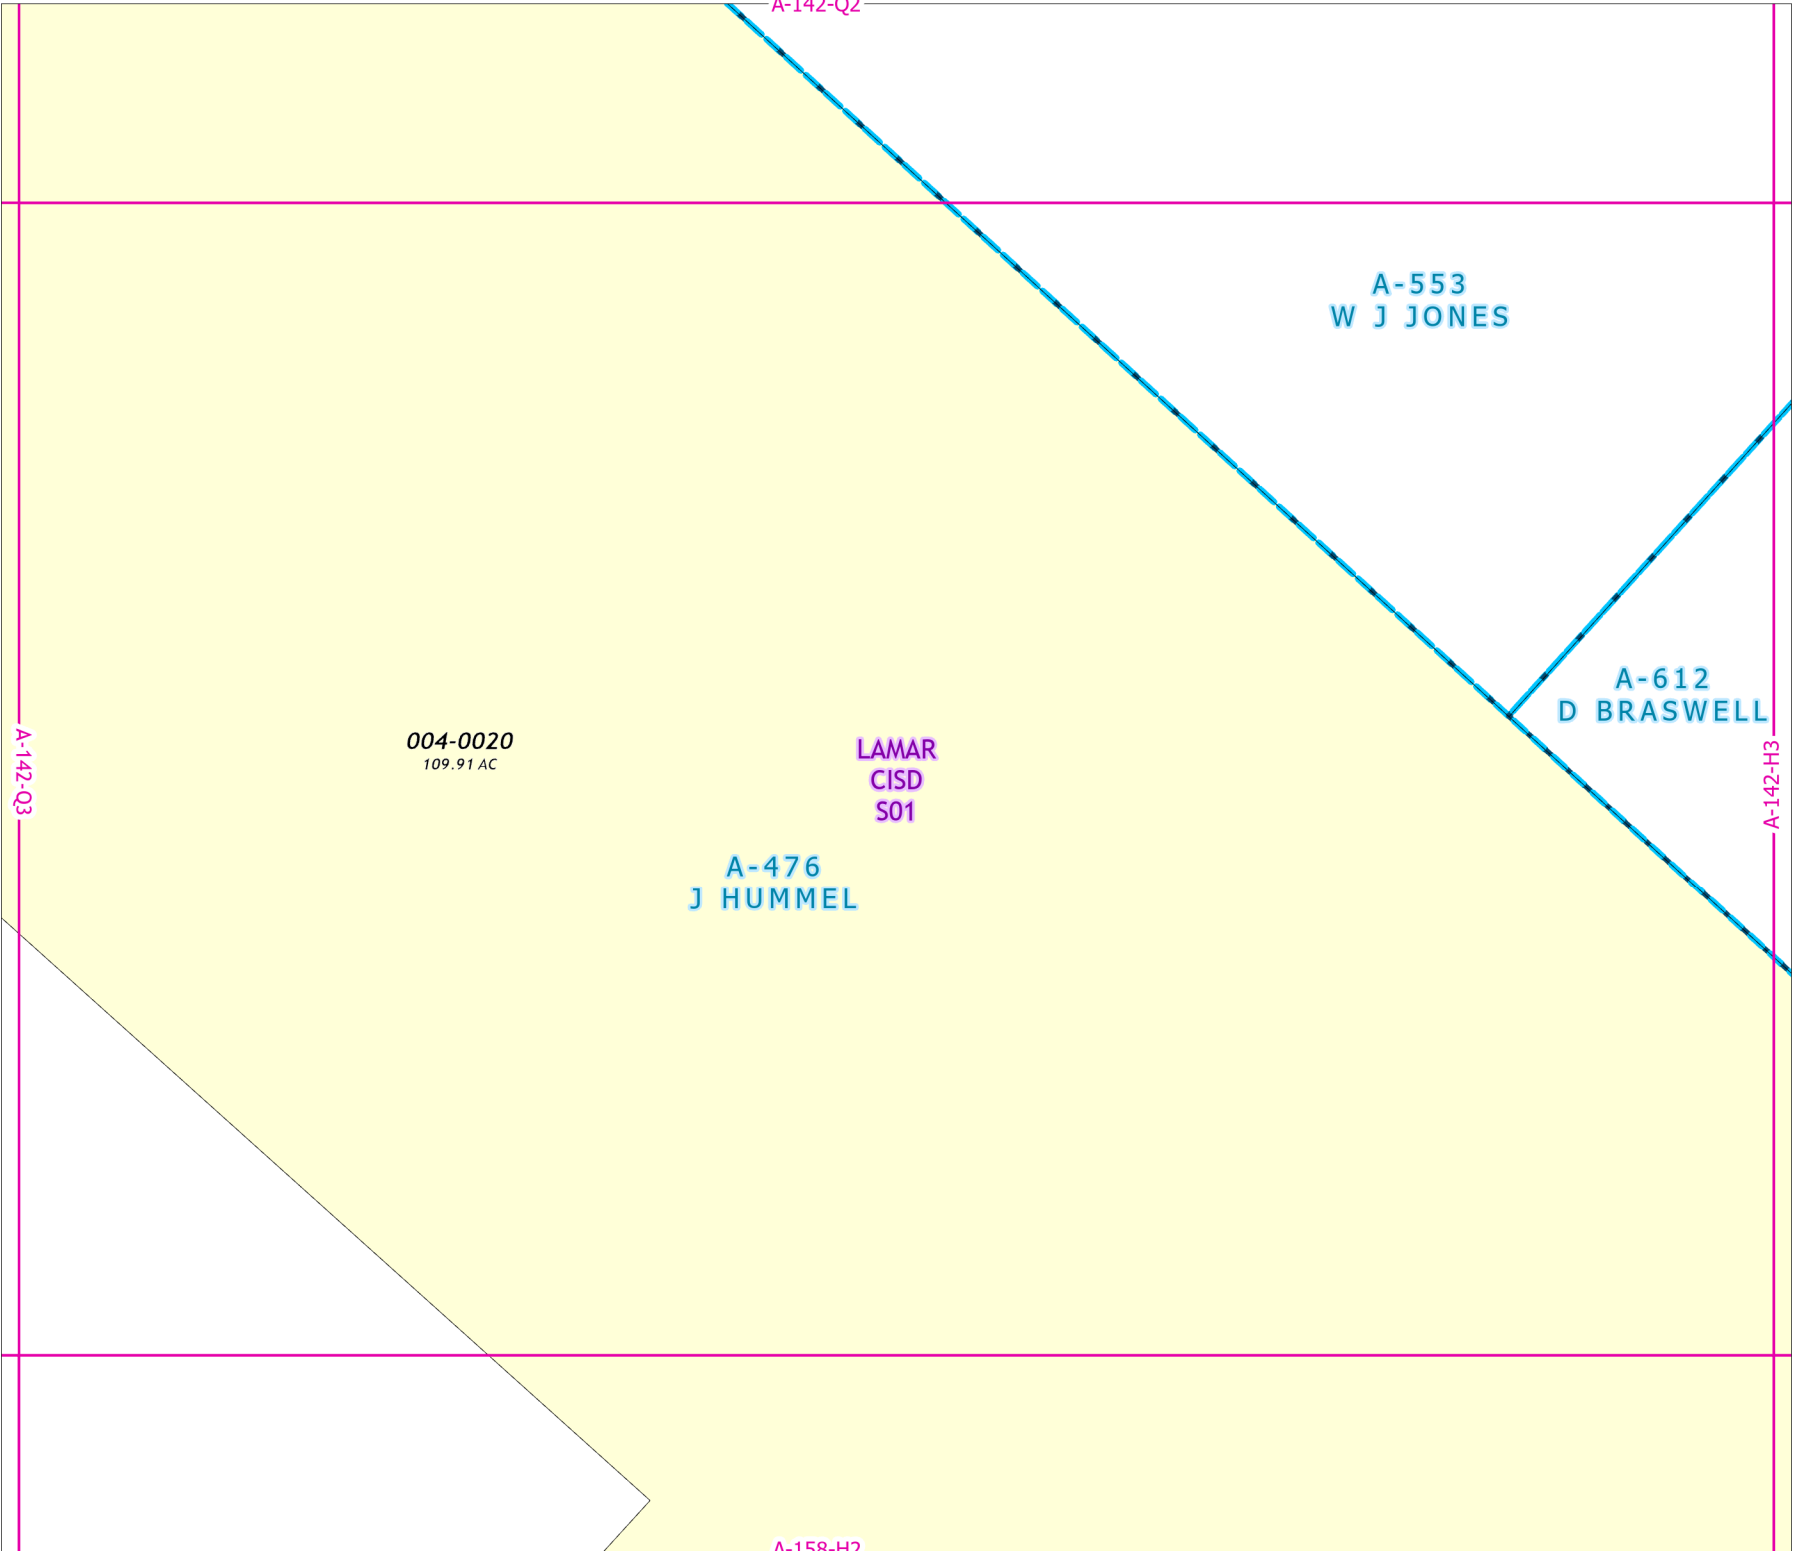 A-142-Q2
A-553
W J JONES
A-612
D BRASWELL
004-0020
109.91 AC
LAMAR
CISD
S01
A-142-Q3
A-142-H3
A-476
J HUMMEL
A-158-H2